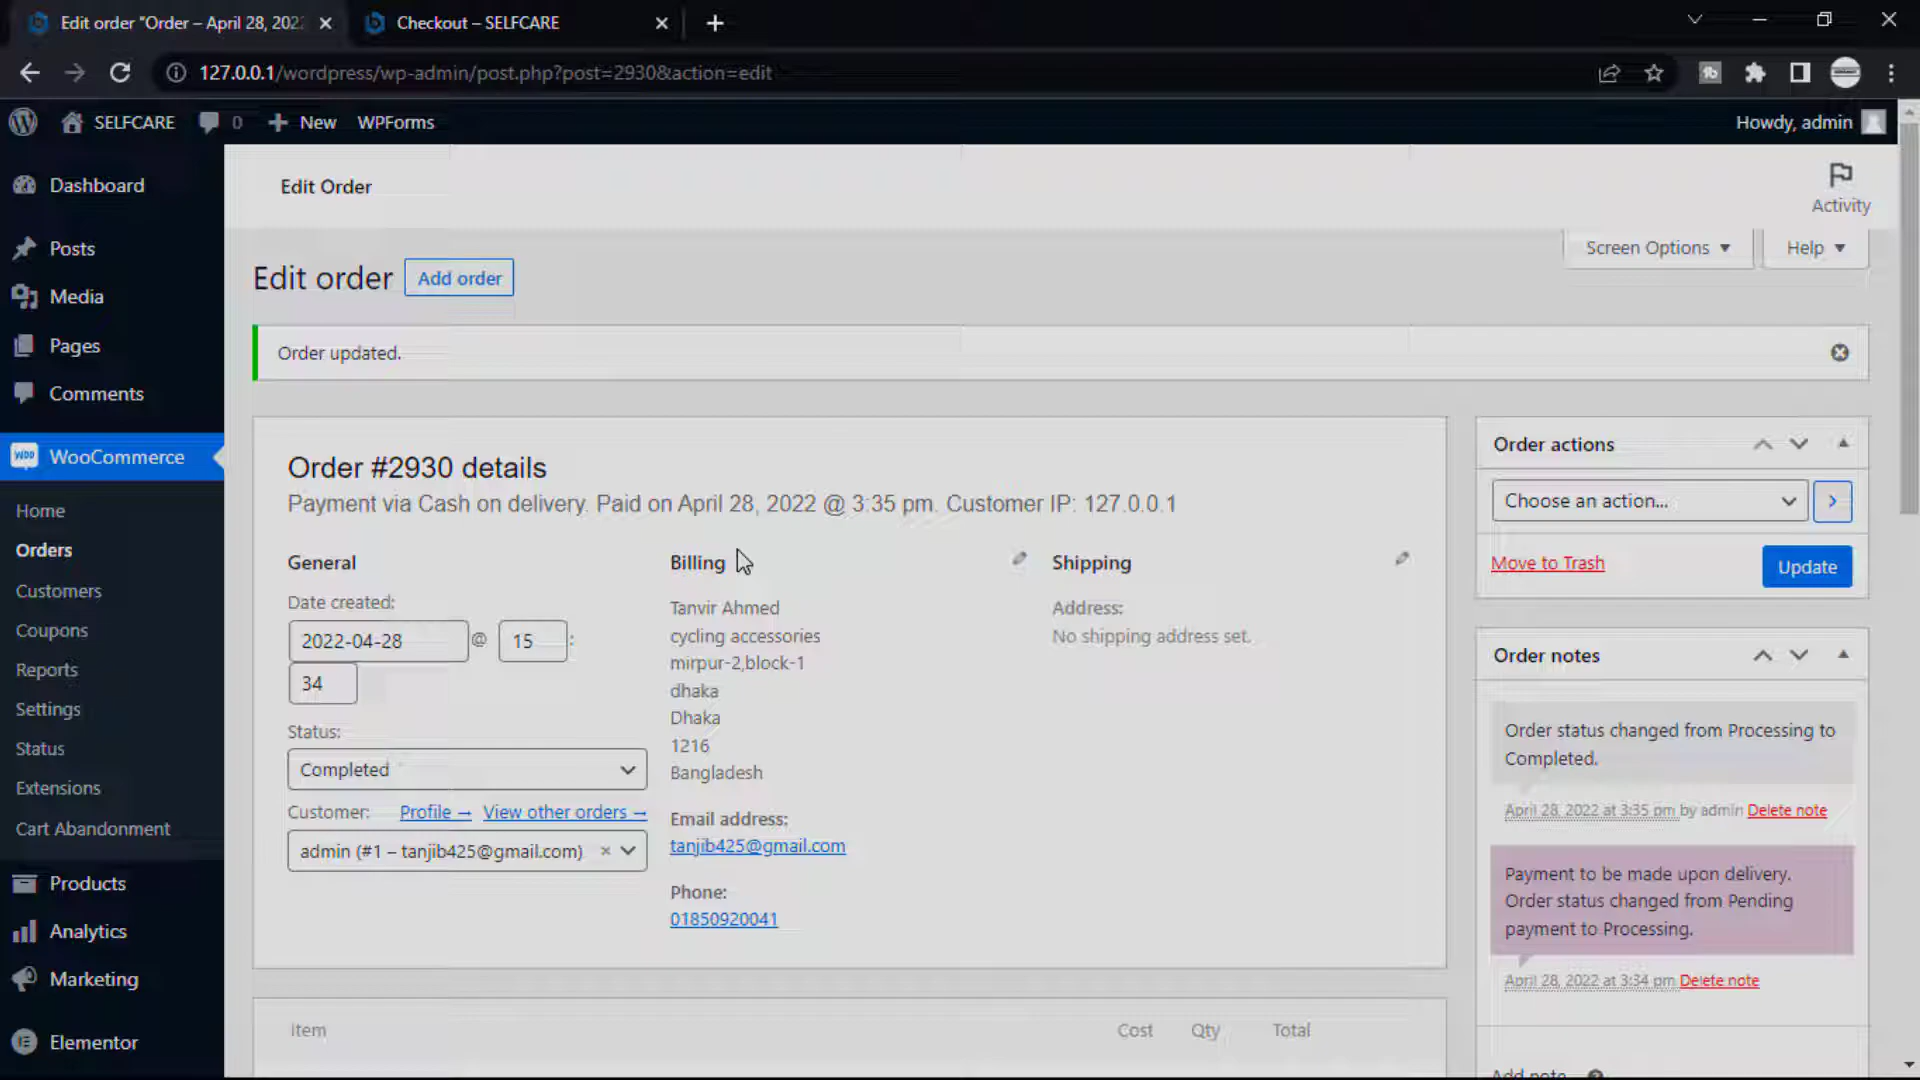 Edit order "Order – April 28, 202
Checkout – SELFCARE
127.0.0.1/wordpress/wp-admin/post.php?post=2930&action=edit
SELFCARE
0
New
WPForms
Howdy, admin
Dashboard
Posts
Media
Pages
Comments
WooCommerce
Home
Orders
Customers
Coupons
Reports
Settings
Status
Extensions
Cart Abandonment
Products
Analytics
Marketing
Elementor
Edit Order
Activity
Screen Options
Help
Edit order
Add order
Order updated.
Order #2930 details
Payment via Cash on delivery. Paid on April 28, 2022 @ 3:35 pm. Customer IP: 127.0.0.1
General
Date created:
2022-04-28 @ 15 :
34
Status:
Completed
Customer: Profile → View other orders →
admin (#1 – tanjib425@gmail.com) ×
Billing
Tanvir Ahmed
cycling accessories
mirpur-2,block-1
dhaka
Dhaka
1216
Bangladesh
Email address:
tanjib425@gmail.com
Phone:
01850920041
Shipping
Address:
No shipping address set.
Item Cost Qty Total
Order actions
Choose an action...
Move to Trash
Update
Order notes
Order status changed from Processing to
Completed.
April 28, 2022 at 3:35 pm by admin Delete note
Payment to be made upon delivery.
Order status changed from Pending
payment to Processing.
April 28, 2022 at 3:34 pm Delete note
Add note